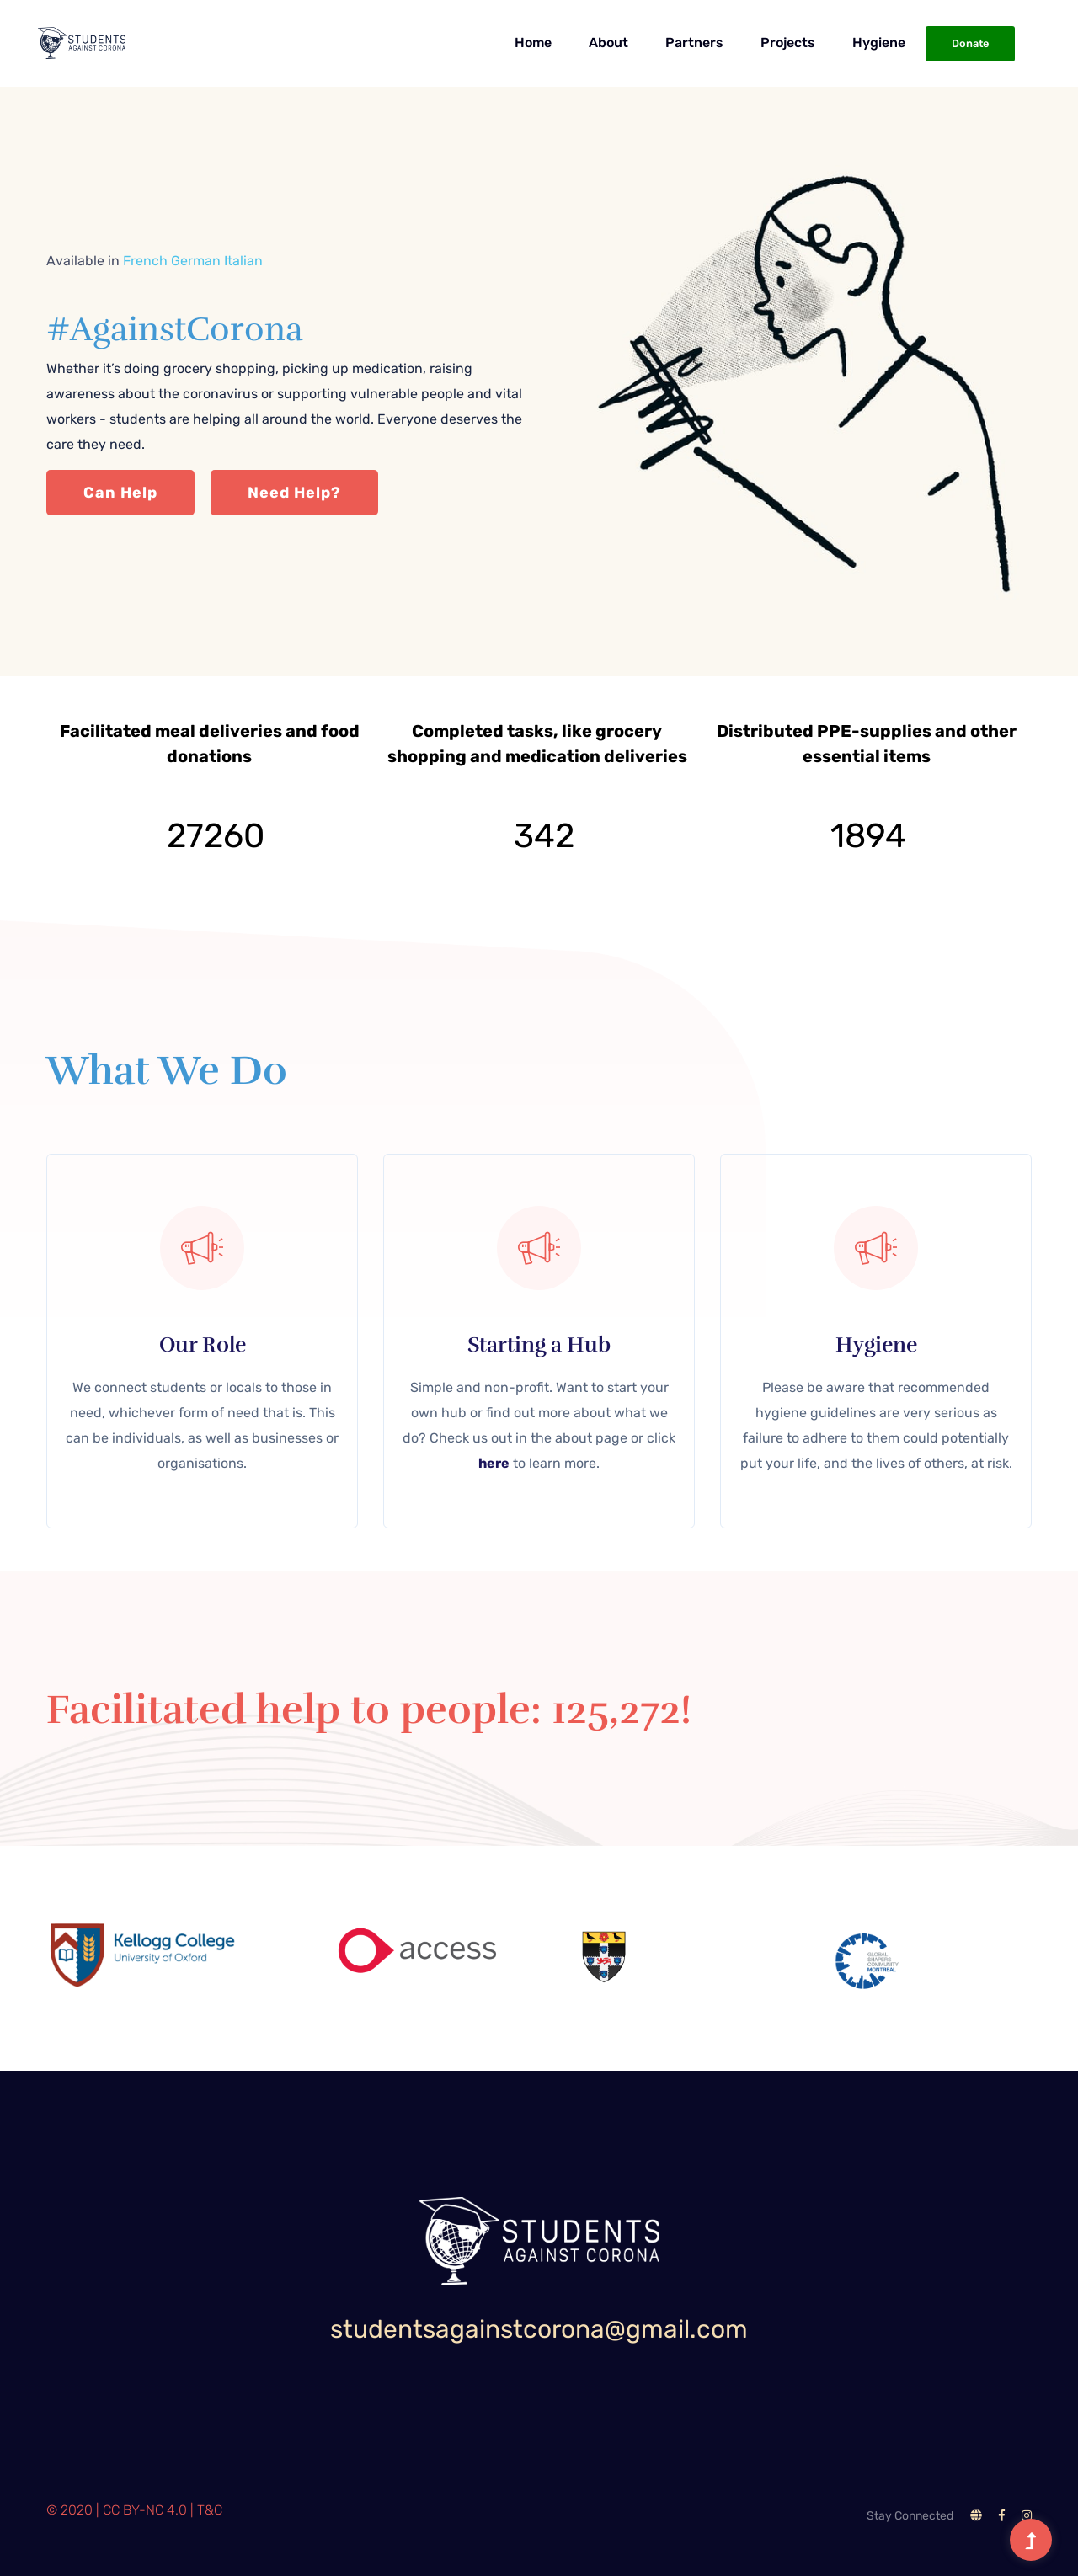 STUDENTS
AGAINST CORONA
Home About Partners Projects Hygiene Donate
Available in French German Italian
#AgainstCorona
Whether it's doing grocery shopping, picking up medication, raising
awareness about the coronavirus or supporting vulnerable people and vital
workers - students are helping all around the world. Everyone deserves the
care they need.
Can Help Need Help?
Facilitated meal deliveries and food
donations
27260
Completed tasks, like grocery
shopping and medication deliveries
342
Distributed PPE-supplies and other
essential items
1894
What We Do
Our Role
We connect students or locals to those in
need, whichever form of need that is. This
can be individuals, as well as businesses or
organisations.
Starting a Hub
Simple and non-profit. Want to start your
own hub or find out more about what we
do? Check us out in the about page or click
here to learn more.
Hygiene
Please be aware that recommended
hygiene guidelines are very serious as
failure to adhere to them could potentially
put your life, and the lives of others, at risk.
Facilitated help to people: 125,272!
Kellogg College
University of Oxford
access
GLOBAL
SHAPERS
COMMUNITY
MONTREAL
STUDENTS
AGAINST CORONA
studentsagainstcorona@gmail.com
© 2020 | CC BY-NC 4.0 | T&C
Stay Connected